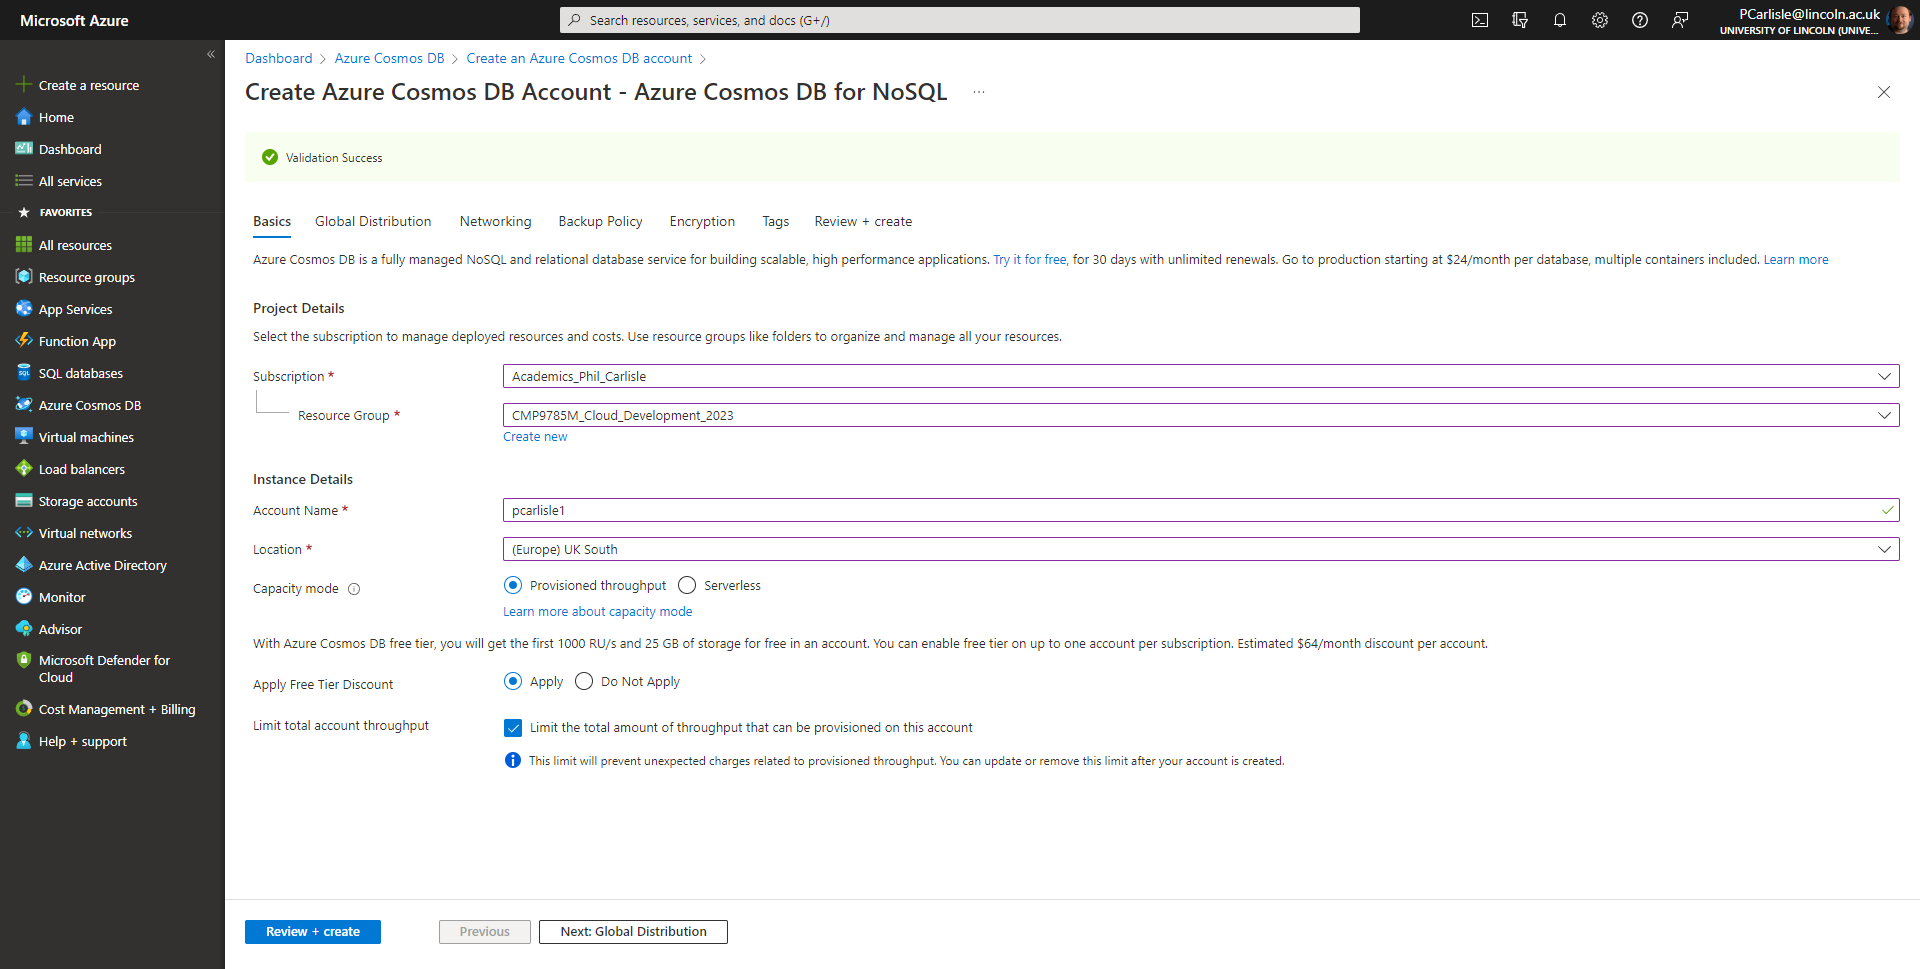 Microsoft Azure
Search resources, services, and docs (G+/)
PCarlisle@lincoln.ac.uk
UNIVERSITY OF LINCOLN (UNIVE...
Create a resource
Home
Dashboard
All services
FAVORITES
All resources
Resource groups
App Services
Function App
SQL databases
Azure Cosmos DB
Virtual machines
Load balancers
Storage accounts
Virtual networks
Azure Active Directory
Monitor
Advisor
Microsoft Defender for
Cloud
Cost Management + Billing
Help + support
Dashboard > Azure Cosmos DB > Create an Azure Cosmos DB account >
Create Azure Cosmos DB Account - Azure Cosmos DB for NoSQL ...
Validation Success
Basics Global Distribution Networking Backup Policy Encryption Tags Review + create
Azure Cosmos DB is a fully managed NoSQL and relational database service for building scalable, high performance applications. Try it for free, for 30 days with unlimited renewals. Go to production starting at $24/month per database, multiple containers included. Learn more
Project Details
Select the subscription to manage deployed resources and costs. Use resource groups like folders to organize and manage all your resources.
Subscription * Academics_Phil_Carlisle
Resource Group * CMP9785M_Cloud_Development_2023
Create new
Instance Details
Account Name * pcarlisle1
Location * (Europe) UK South
Capacity mode Provisioned throughput Serverless
Learn more about capacity mode
With Azure Cosmos DB free tier, you will get the first 1000 RU/s and 25 GB of storage for free in an account. You can enable free tier on up to one account per subscription. Estimated $64/month discount per account.
Apply Free Tier Discount Apply Do Not Apply
Limit total account throughput Limit the total amount of throughput that can be provisioned on this account
This limit will prevent unexpected charges related to provisioned throughput. You can update or remove this limit after your account is created.
Review + create Previous Next: Global Distribution